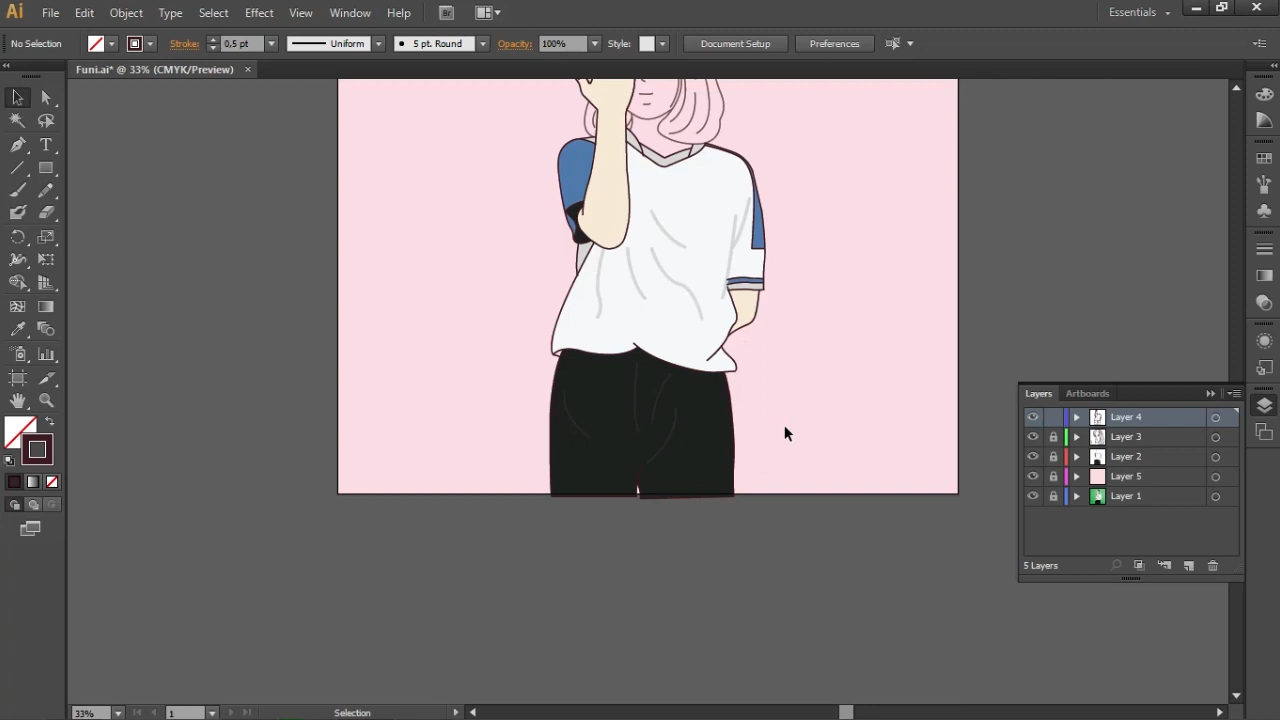 Ai File Edit Object Type Select Effect View Window Help Br Essentials
No Selection Stroke: 0,5 pt Uniform 5 pt. Round Opacity: 100% Style: Document Setup Preferences
Funi.ai* @ 33% (CMYK/Preview)
T
Layers Artboards
Layer 4
Layer 3
Layer 2
Layer 5
Layer 1
5 Layers
33% 1 Selection